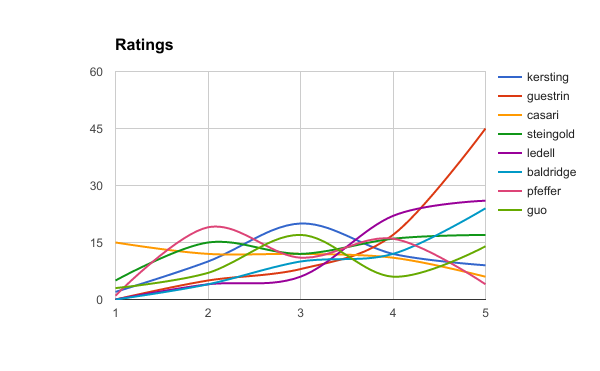 Ratings
60
45
30
15
0
1 2 3 4 5
kersting
guestrin
casari
steingold
ledell
baldridge
pfeffer
guo